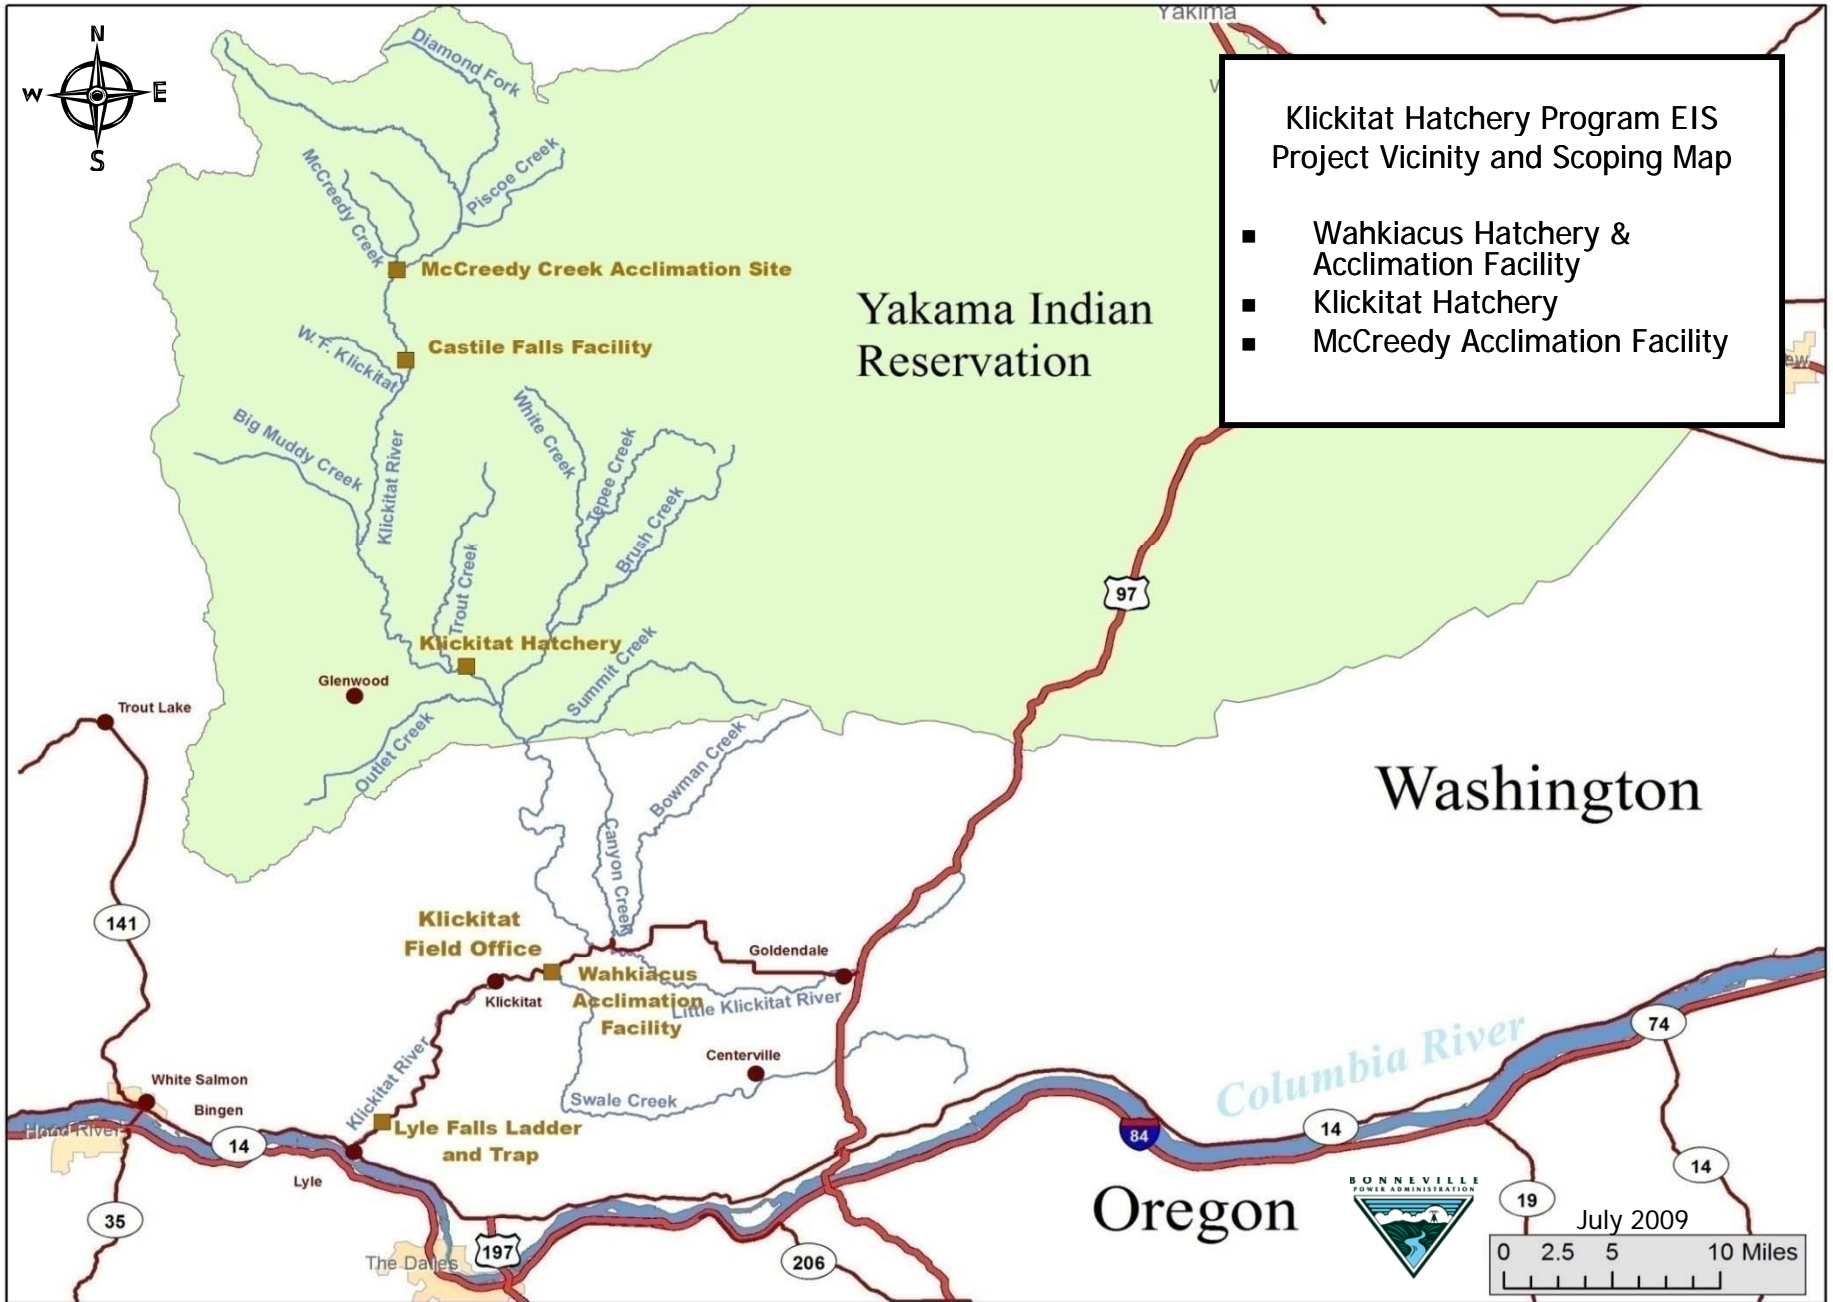 Yakima
N
W
E
S
Klickitat Hatchery Program EIS
Project Vicinity and Scoping Map
Wahkiacus Hatchery &
Acclimation Facility
Klickitat Hatchery
McCreedy Acclimation Facility
Diamond Fork
Piscoe Creek
McCreedy Creek
McCreedy Creek Acclimation Site
Yakama Indian
Reservation
W. F. Klickitat
Castile Falls Facility
Big Muddy Creek
Klickitat River
White Creek
Tepee Creek
Brush Creek
Trout Creek
97
Klickitat Hatchery
Summit Creek
Glenwood
Trout Lake
Outlet Creek
Bowman Creek
Canyon Creek
Washington
141
Klickitat
Field Office
Goldendale
Wahkiacus
Acclimation
Facility
Klickitat
Little Klickitat River
Centerville
Swale Creek
Klickitat River
White Salmon
Bingen
Hood River
14
Lyle Falls Ladder
and Trap
Lyle
35
The Dalles
197
206
Columbia River
84
14
74
14
19
Oregon
BONNEVILLE
POWER ADMINISTRATION
July 2009
0 2.5 5 10 Miles